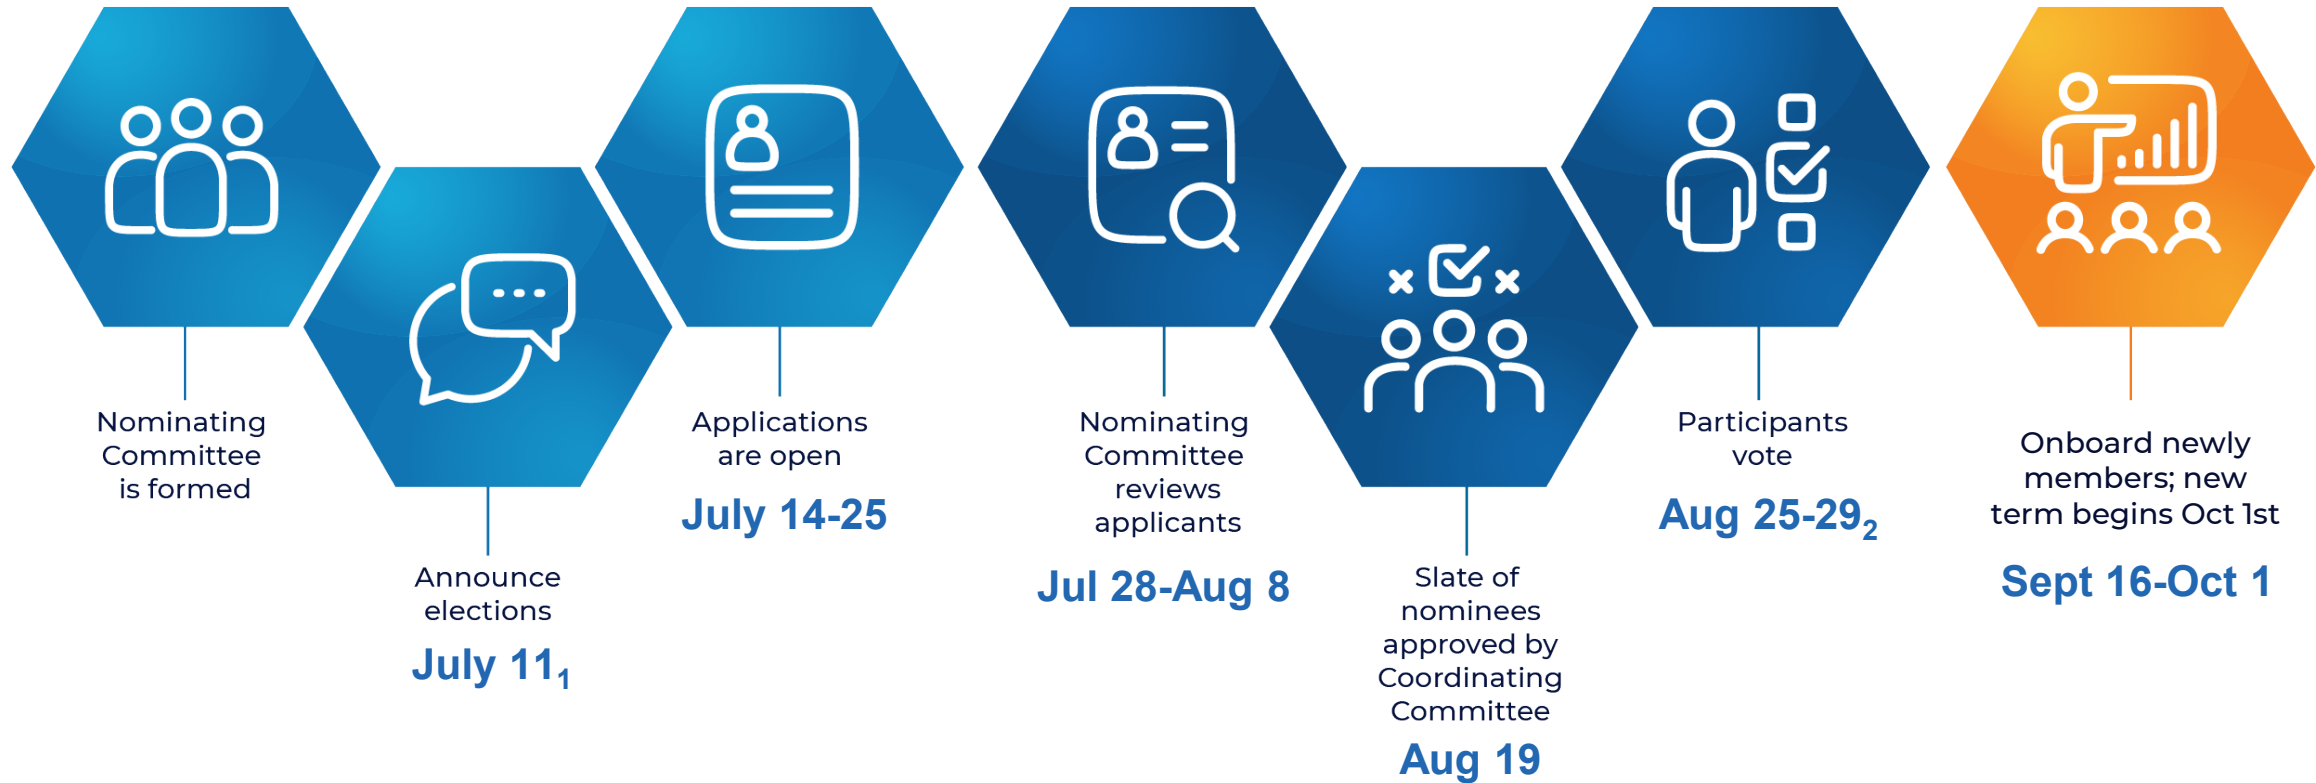 Nominating
Committee
is formed
Announce
elections
July 11₁
Applications
are open
July 14-25
Nominating
Committee
reviews
applicants
Jul 28-Aug 8
Slate of
nominees
approved by
Coordinating
Committee
Aug 19
Participants
vote
Aug 25-29₂
Onboard newly
members; new
term begins Oct 1st
Sept 16-Oct 1